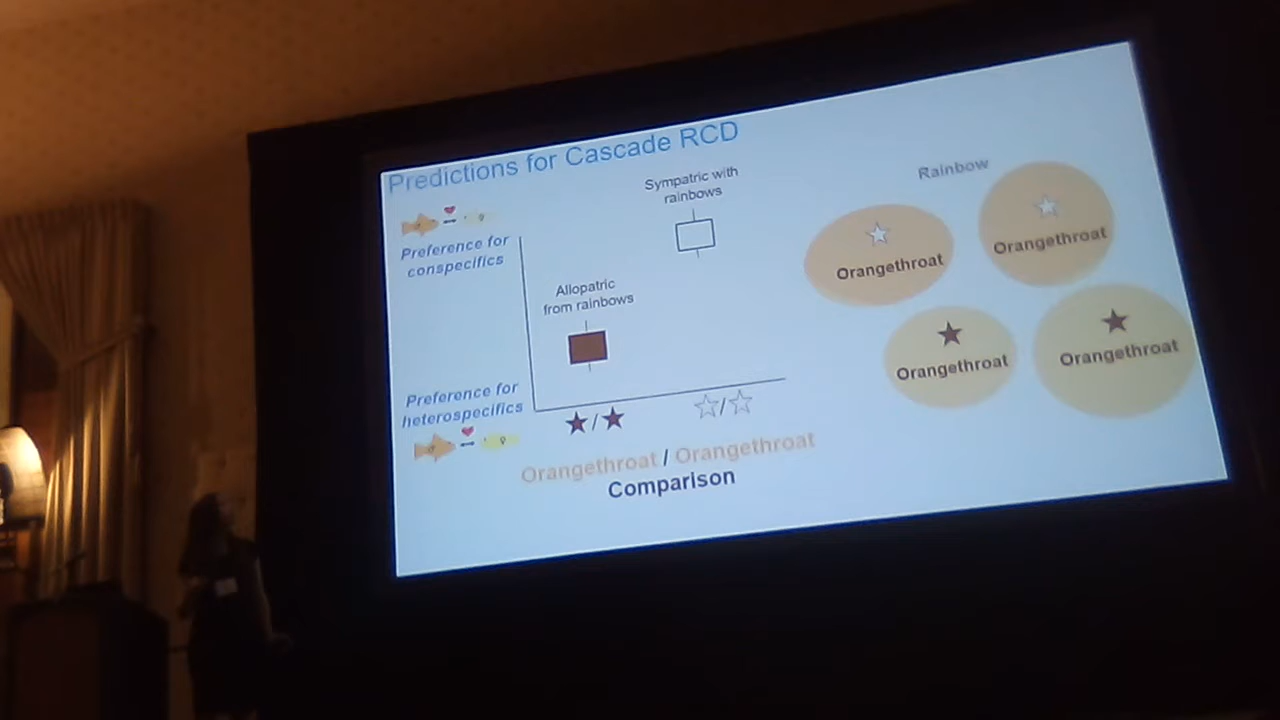 Predictions for Cascade RCD
Sympatric with
rainbows
Preference for
conspecifics
Allopatric
from rainbows
Preference for
heterospecifics
/
/
Orangethroat / Orangethroat
Comparison
Rainbow
Orangethroat
Orangethroat
Orangethroat
Orangethroat